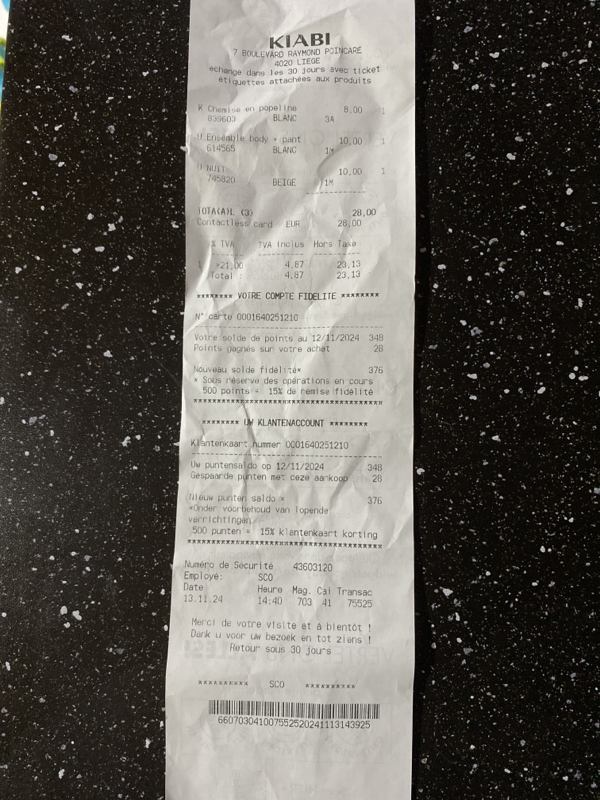 KIABI
7 BOULEVARD RAYMOND POINCARE
4020 LIEGE
echange dans les 30 jours avec ticket
étiquettes attachées aux produits
K Chemise en popeline 8,00 1
839603 BLANC 3A
U Ensemble body + pant 10,00 1
614565 BLANC 1M
U NUIT 10,00 1
745820 BEIGE 1M
TOTA(A)L (3) 28,00
Contactless card EUR 28,00
% TVA TVA inclus Hors Taxe
21,00 4,87 23,13
Total : 4,87 23,13
******** VOTRE COMPTE FIDELITE ********
N° carte 0001640251210
Votre solde de points au 12/11/2024 348
Points gagnés sur votre achat 28
Nouveau solde fidélité* 376
* Sous réserve des opérations en cours
500 points = 15% de remise fidélité
****************************************
******** UW KLANTENACCOUNT ********
Klantenkaart nummer 0001640251210
Uw puntensaldo op 12/11/2024 348
Gespaarde punten met deze aankoop 28
Nieuw punten saldo * 376
*Onder voorbehoud van lopende
verrichtingen
500 punten = 15% klantenkaart korting
****************************************
Numéro de Sécurité 43603120
Employé: SCO
Date Heure Mag. Cai Transac
13.11.24 14:40 703 41 75525
Merci de votre visite et à bientôt !
Dank u voor uw bezoek en tot ziens !
Retour sous 30 jours
********** SCO **********
660703041007552520241113143925